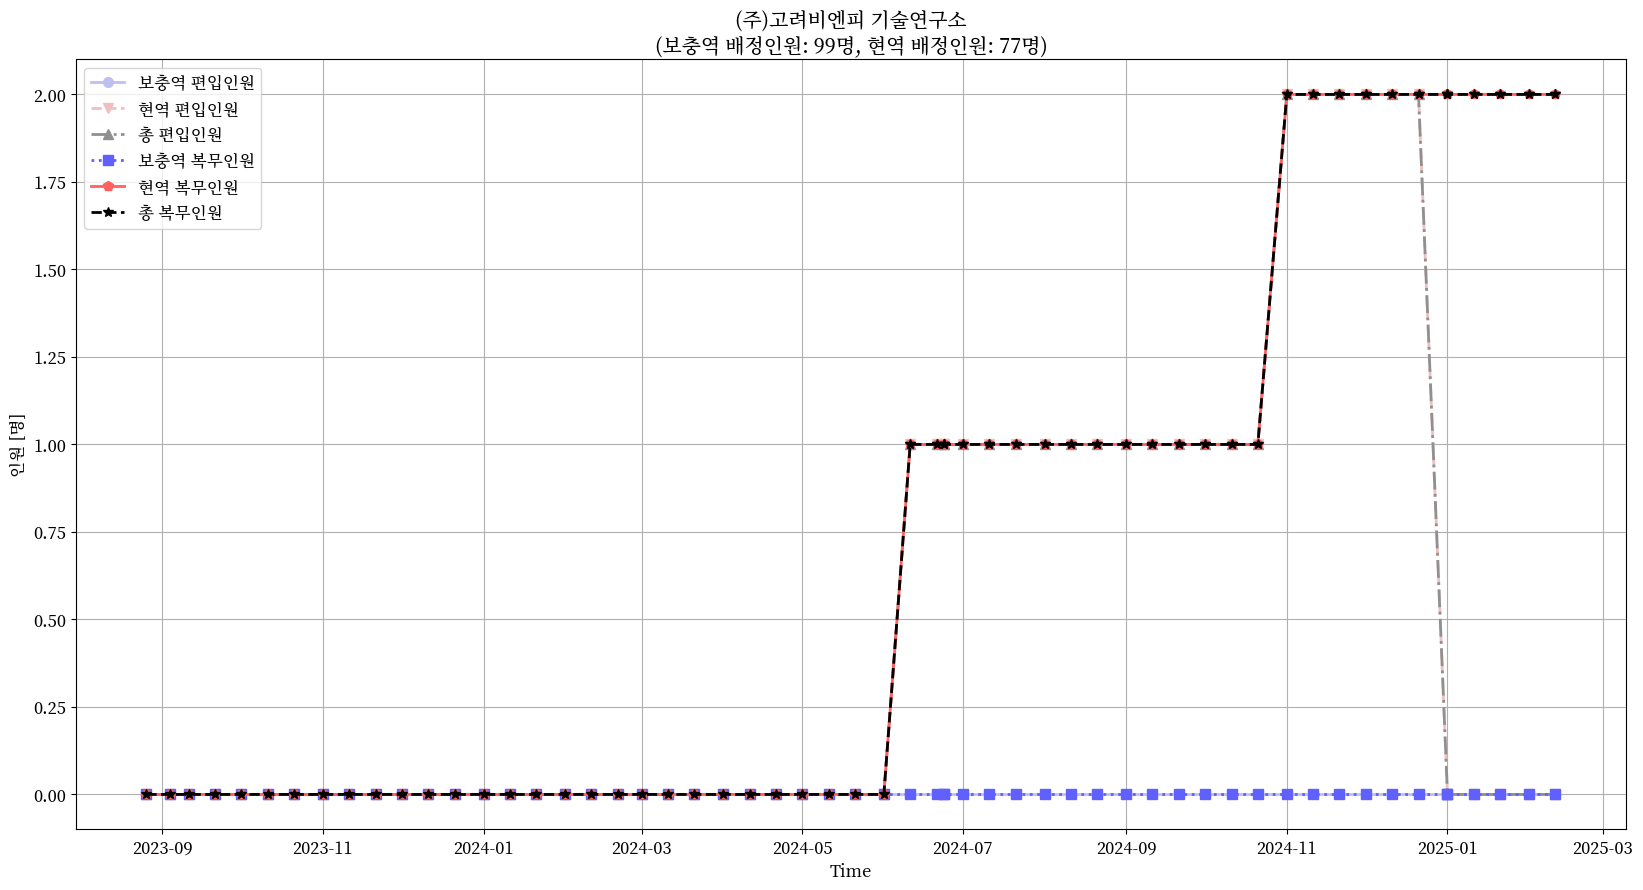 (주)고려비엔피 기술연구소
(보충역 배정인원: 99명, 현역 배정인원: 77명)
보충역 편입인원
현역 편입인원
총 편입인원
보충역 복무인원
현역 복무인원
총 복무인원
2.00
1.75
1.50
1.25
1.00
0.75
0.50
0.25
0.00
인원 [명]
2023-09 2023-11 2024-01 2024-03 2024-05 2024-07 2024-09 2024-11 2025-01 2025-03
Time